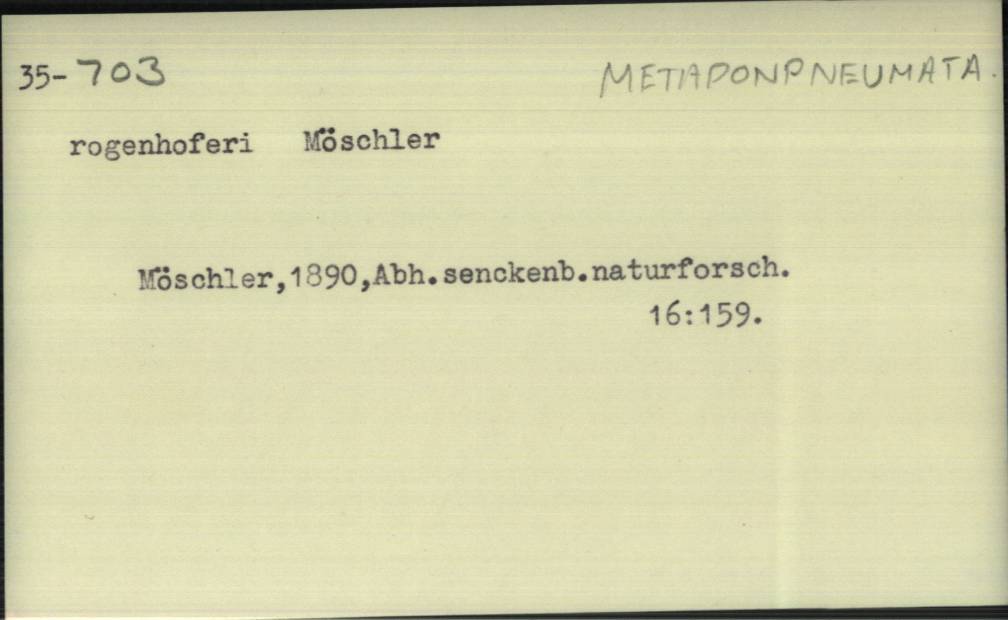 35-703 METAPONPNEUMATA.
rogenhoferi Möschler
Möschler,1890,Abh.senckenb.naturforsch.
16:159.